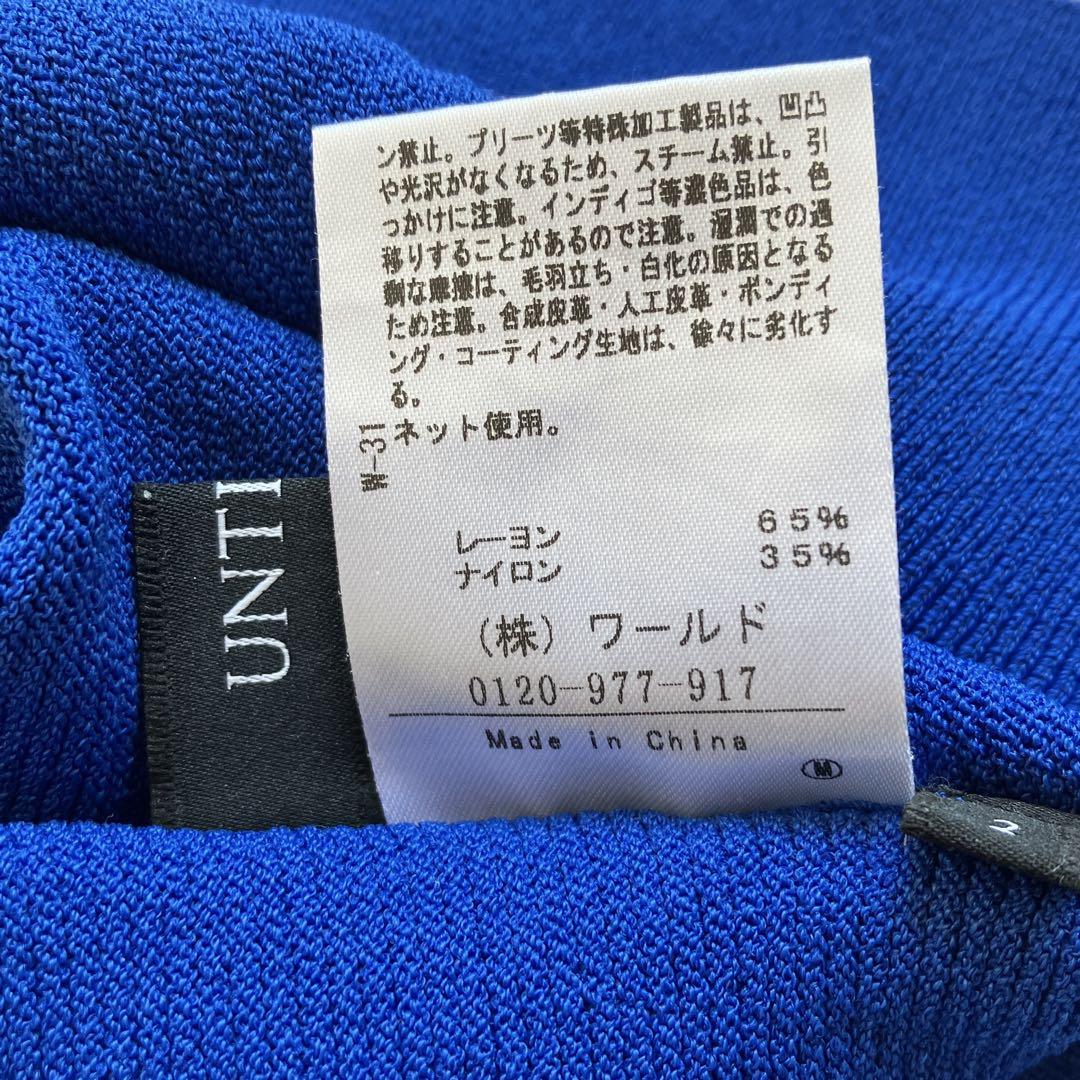 ン禁止。プリーツ等特殊加工製品は、凹凸
や光沢がなくなるため、スチーム禁止。引
っかけに注意。インディゴ等濃色品は、色
移りすることがあるので注意。湿潤での過
剰な摩擦は、毛羽立ち・白化の原因となる
ため注意。合成皮革・人工皮革・ボンディ
ング・コーティング生地は、徐々に劣化す
る。
ネット使用。
W-31
レーヨン 65%
ナイロン 35%
(株) ワールド
0120-977-917
Made in China
M
UNTI
2